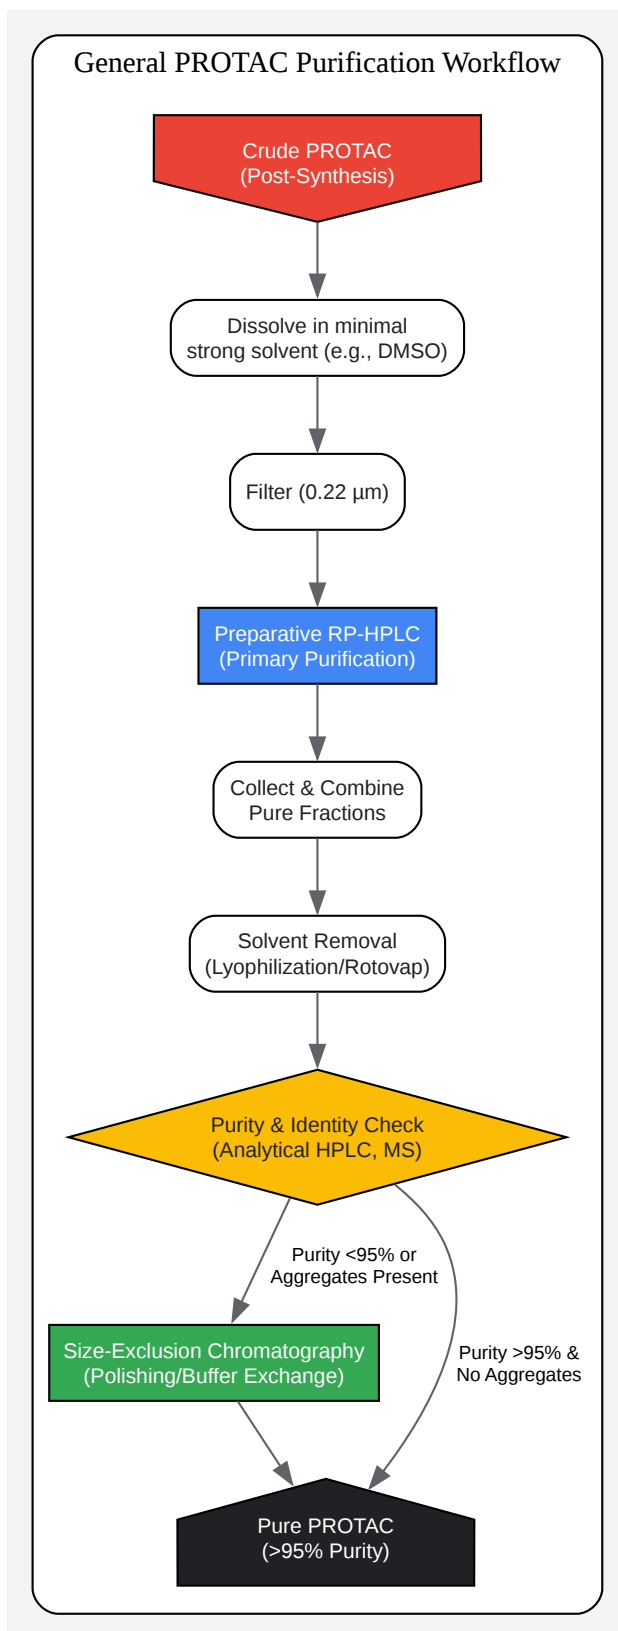 General PROTAC Purification Workflow
Crude PROTAC
(Post-Synthesis)
Dissolve in minimal
strong solvent (e.g., DMSO)
Filter (0.22 µm)
Preparative RP-HPLC
(Primary Purification)
Collect & Combine
Pure Fractions
Solvent Removal
(Lyophilization/Rotovap)
Purity & Identity Check
(Analytical HPLC, MS)
Purity <95% or
Aggregates Present
Size-Exclusion Chromatography
(Polishing/Buffer Exchange)
Purity >95% &
No Aggregates
Pure PROTAC
(>95% Purity)